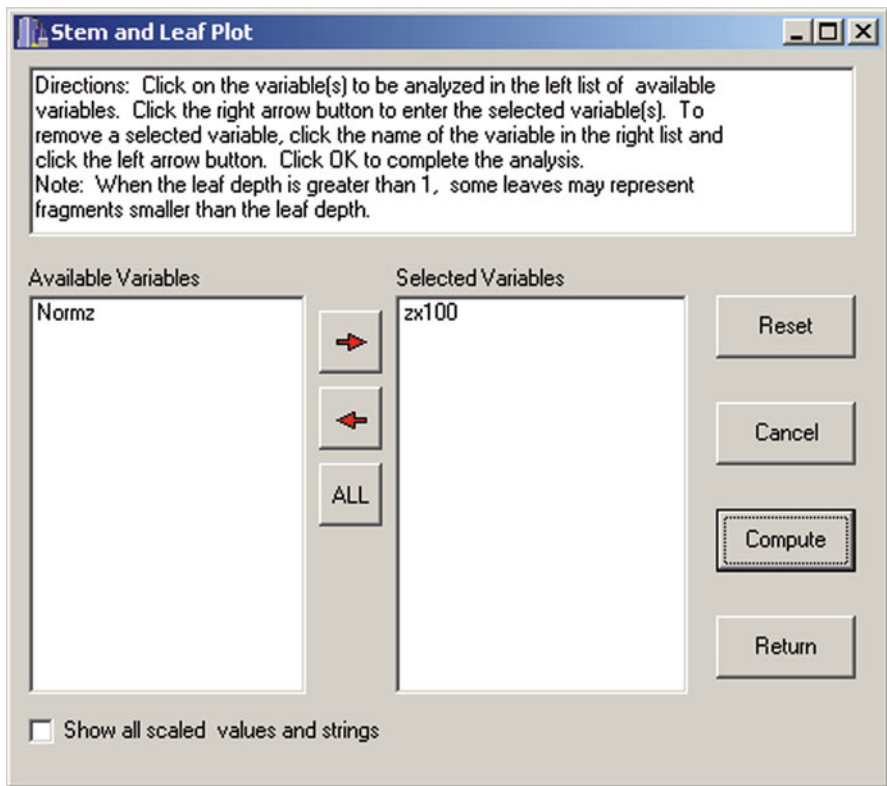 Stem and Leaf Plot
Directions: Click on the variable(s) to be analyzed in the left list of available
variables. Click the right arrow button to enter the selected variable(s). To
remove a selected variable, click the name of the variable in the right list and
click the left arrow button. Click OK to complete the analysis.
Note: When the leaf depth is greater than 1, some leaves may represent
fragments smaller than the leaf depth.
Available Variables
Normz
ALL
Selected Variables
zx100
Reset
Cancel
Compute
Return
Show all scaled values and strings